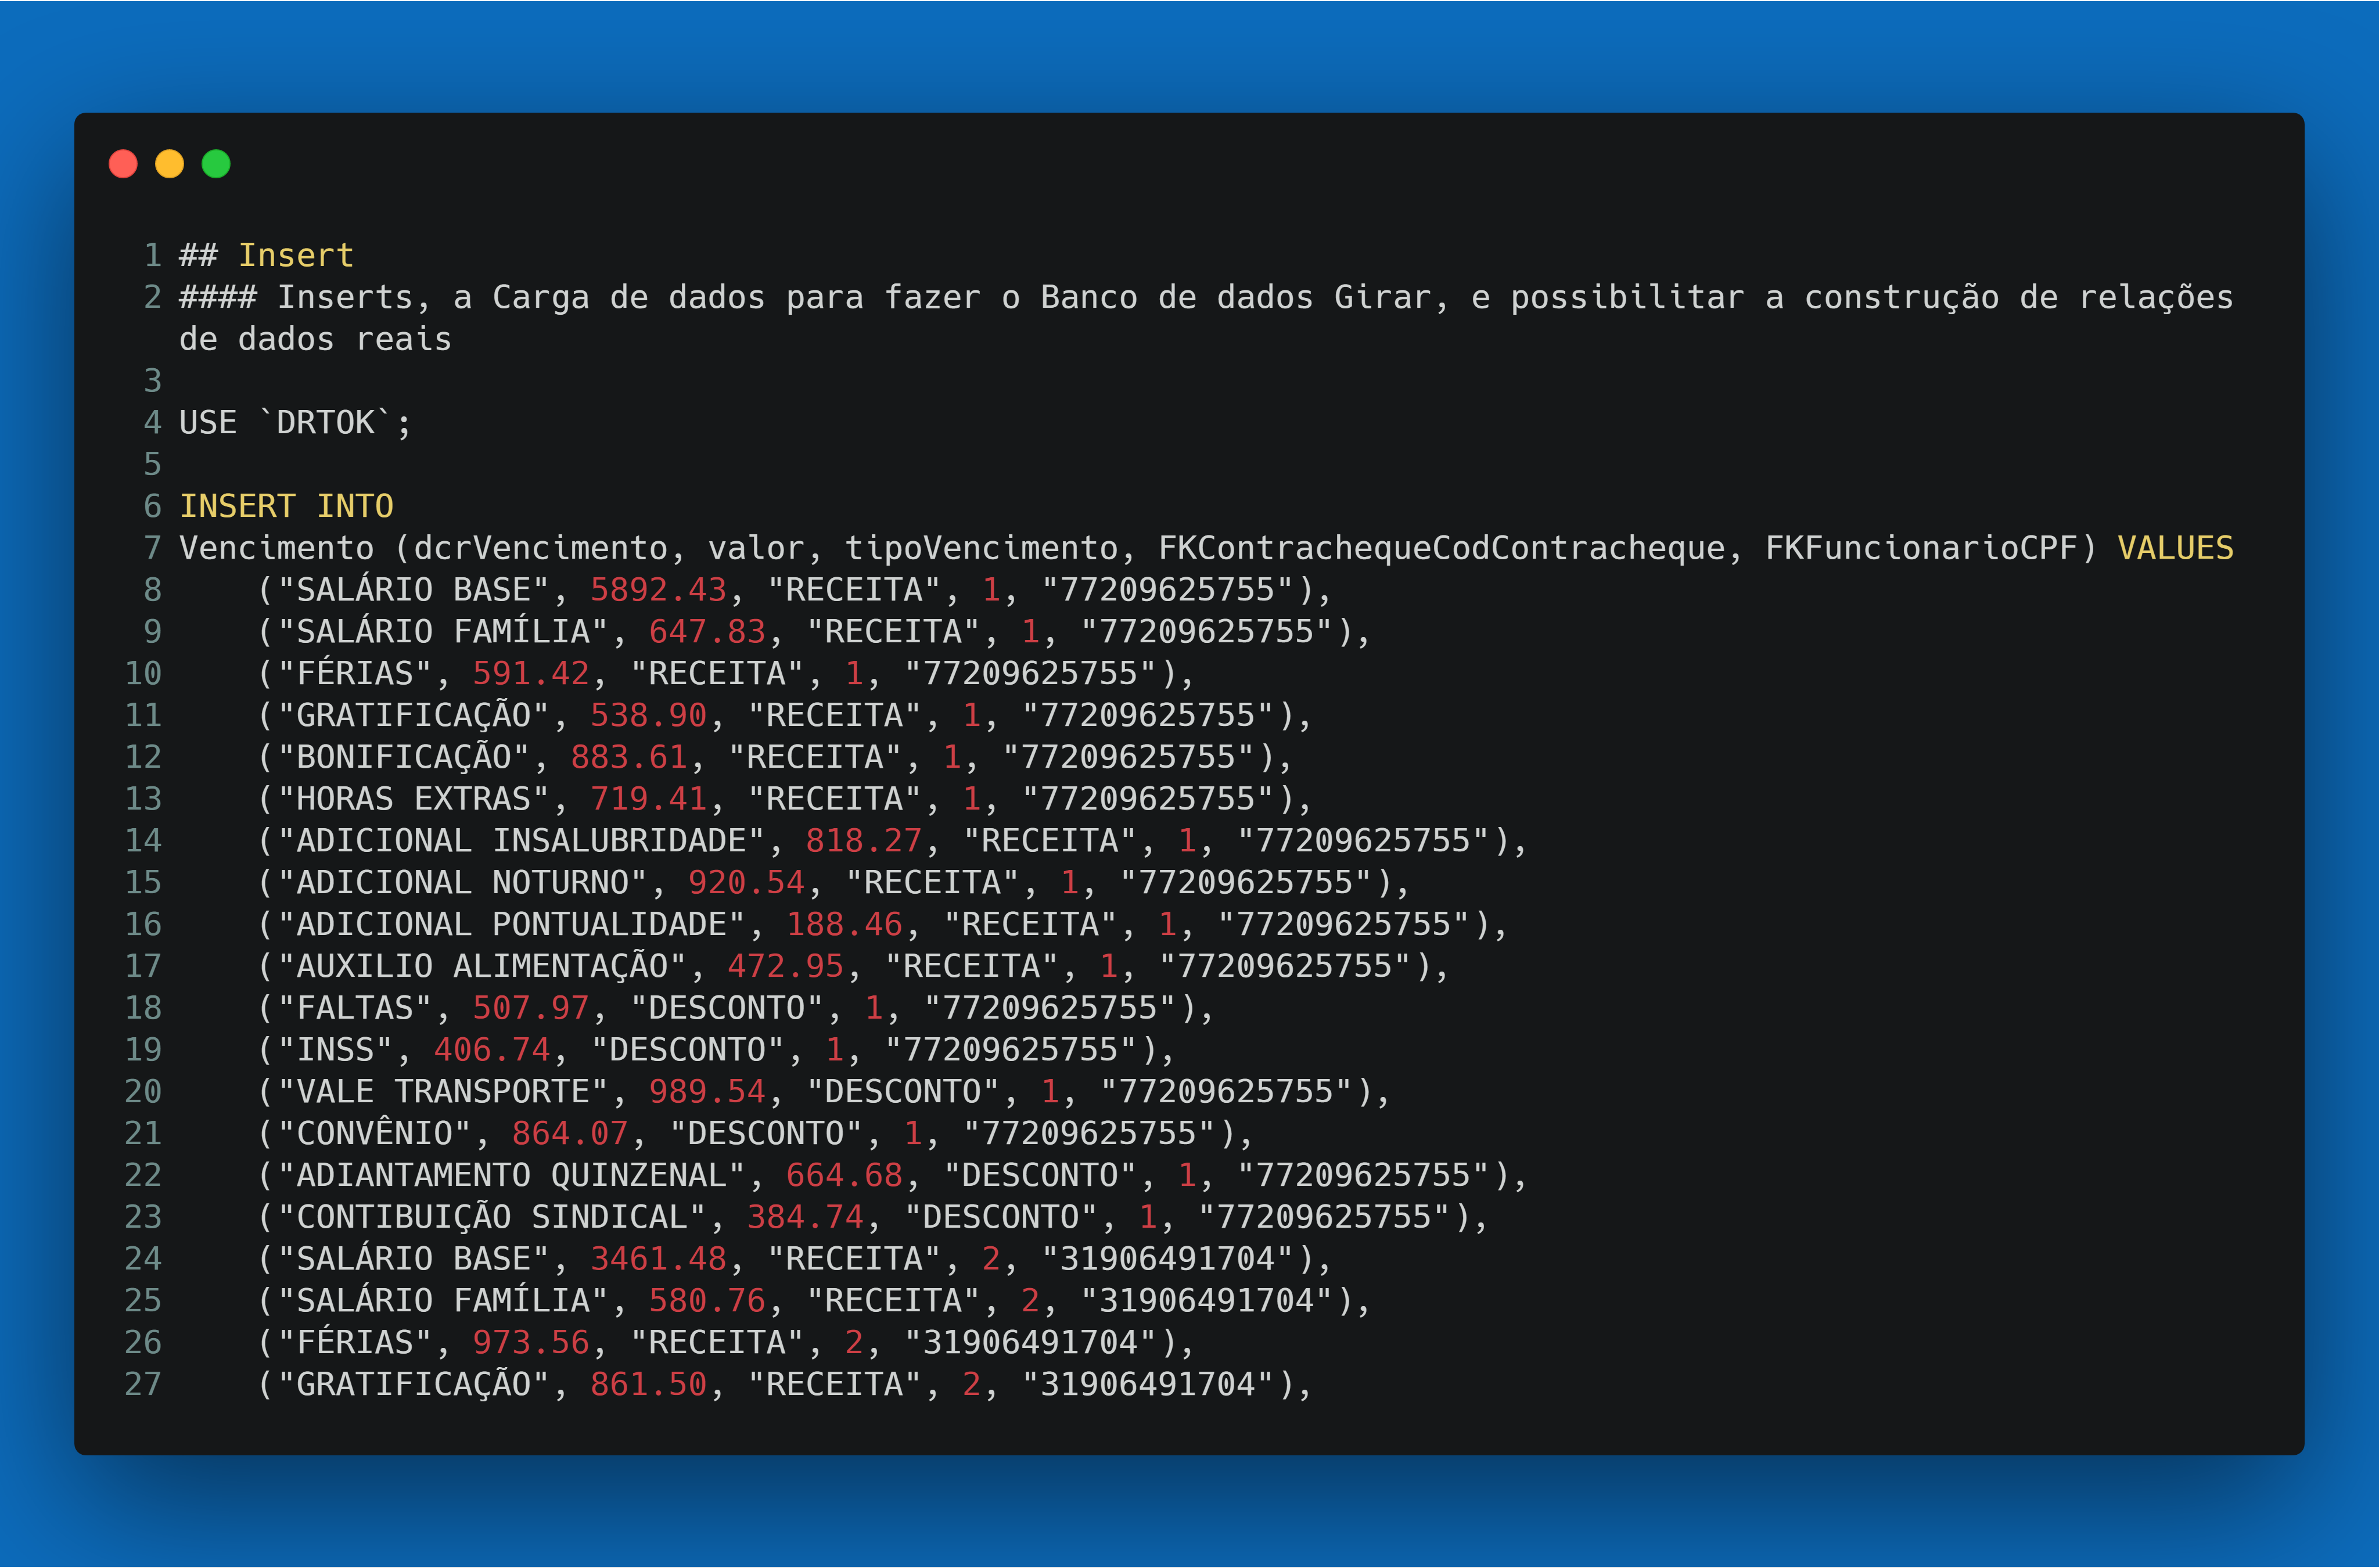 1 ## Insert
2 #### Inserts, a Carga de dados para fazer o Banco de dados Girar, e possibilitar a construção de relações
de dados reais
3
4 USE `DRTOK`;
5
6 INSERT INTO
7 Vencimento (dcrVencimento, valor, tipoVencimento, FKContrachequeCodContracheque, FKFuncionarioCPF) VALUES
8     ("SALÁRIO BASE", 5892.43, "RECEITA", 1, "77209625755"),
9     ("SALÁRIO FAMÍLIA", 647.83, "RECEITA", 1, "77209625755"),
10     ("FÉRIAS", 591.42, "RECEITA", 1, "77209625755"),
11     ("GRATIFICAÇÃO", 538.90, "RECEITA", 1, "77209625755"),
12     ("BONIFICAÇÃO", 883.61, "RECEITA", 1, "77209625755"),
13     ("HORAS EXTRAS", 719.41, "RECEITA", 1, "77209625755"),
14     ("ADICIONAL INSALUBRIDADE", 818.27, "RECEITA", 1, "77209625755"),
15     ("ADICIONAL NOTURNO", 920.54, "RECEITA", 1, "77209625755"),
16     ("ADICIONAL PONTUALIDADE", 188.46, "RECEITA", 1, "77209625755"),
17     ("AUXILIO ALIMENTAÇÃO", 472.95, "RECEITA", 1, "77209625755"),
18     ("FALTAS", 507.97, "DESCONTO", 1, "77209625755"),
19     ("INSS", 406.74, "DESCONTO", 1, "77209625755"),
20     ("VALE TRANSPORTE", 989.54, "DESCONTO", 1, "77209625755"),
21     ("CONVÊNIO", 864.07, "DESCONTO", 1, "77209625755"),
22     ("ADIANTAMENTO QUINZENAL", 664.68, "DESCONTO", 1, "77209625755"),
23     ("CONTIBUIÇÃO SINDICAL", 384.74, "DESCONTO", 1, "77209625755"),
24     ("SALÁRIO BASE", 3461.48, "RECEITA", 2, "31906491704"),
25     ("SALÁRIO FAMÍLIA", 580.76, "RECEITA", 2, "31906491704"),
26     ("FÉRIAS", 973.56, "RECEITA", 2, "31906491704"),
27     ("GRATIFICAÇÃO", 861.50, "RECEITA", 2, "31906491704"),